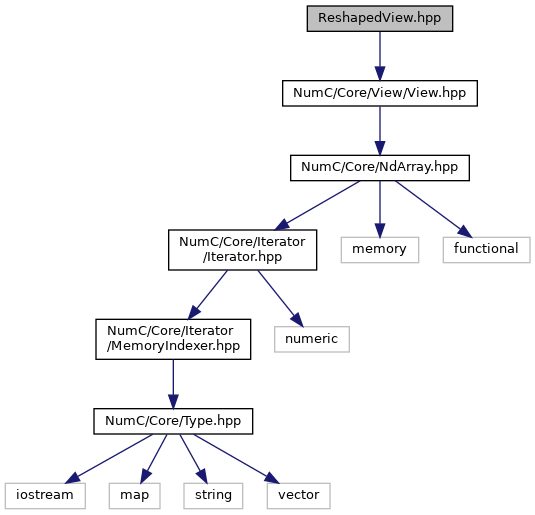 ReshapedView.hpp
NumC/Core/View/View.hpp
NumC/Core/NdArray.hpp
NumC/Core/Iterator
/Iterator.hpp
memory
functional
NumC/Core/Iterator
/MemoryIndexer.hpp
numeric
NumC/Core/Type.hpp
iostream
map
string
vector